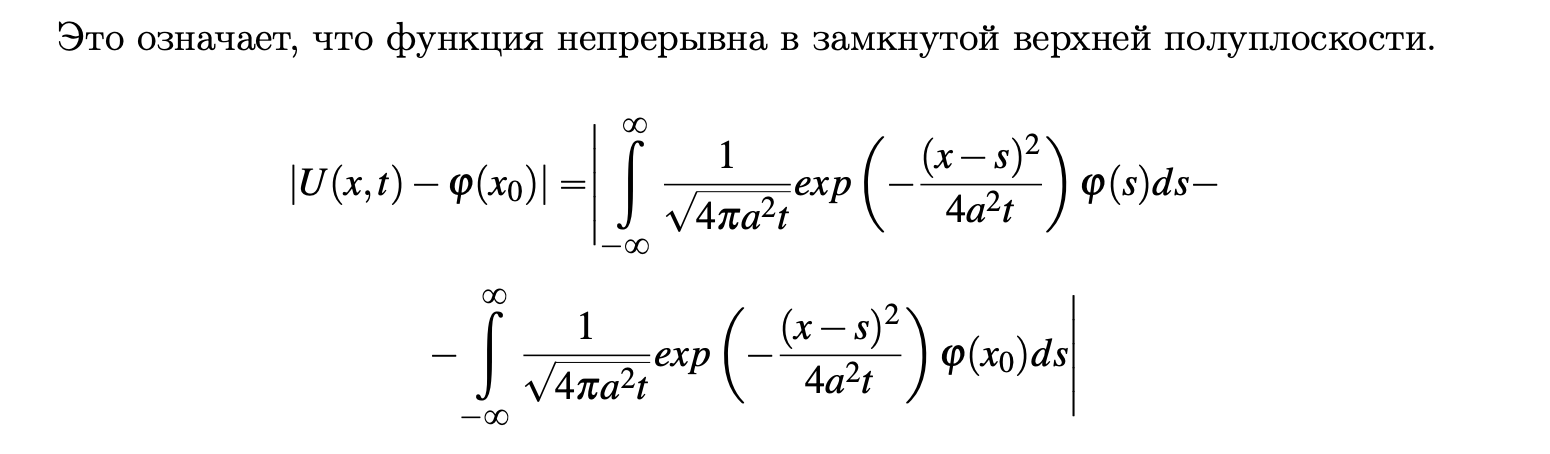 Это означает, что функция непрерывна в замкнутой верхней полуплоскости.
|U(x,t) − φ(x₀)| = | ∫_{−∞}^{∞} 1/√(4πa²t) exp(−(x−s)²/(4a²t)) φ(s)ds−
− ∫_{−∞}^{∞} 1/√(4πa²t) exp(−(x−s)²/(4a²t)) φ(x₀)ds |